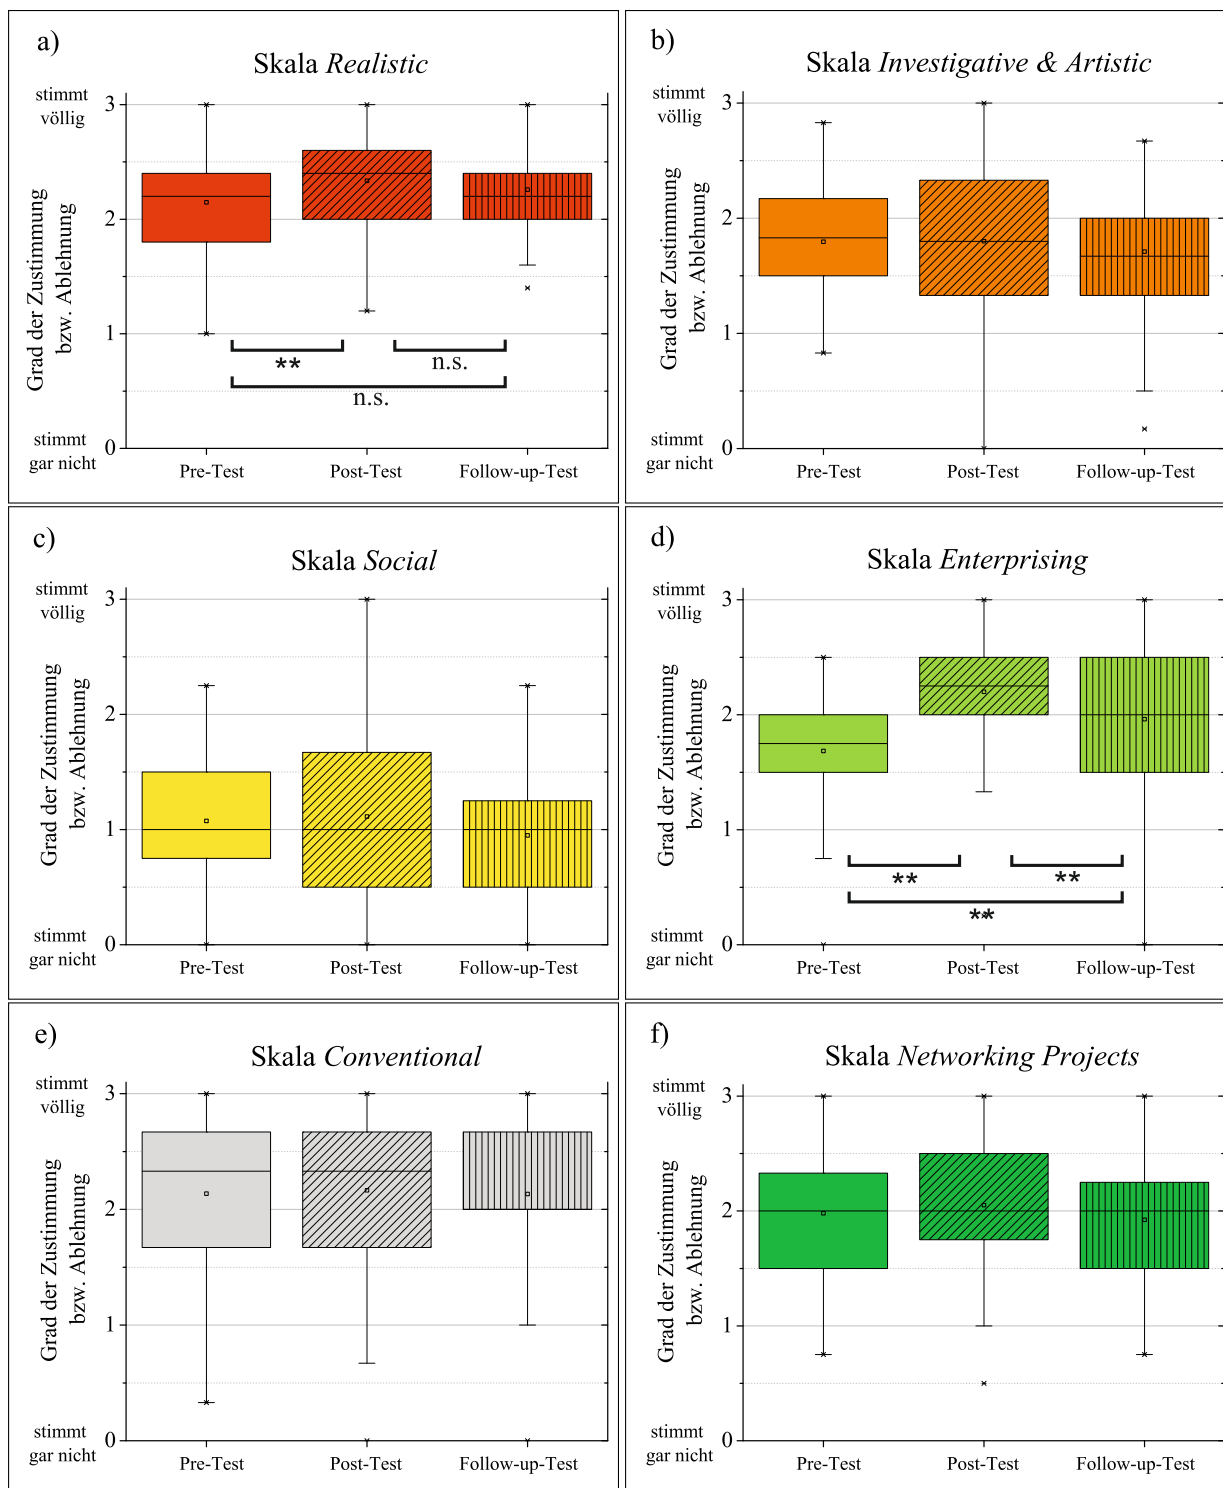 a)
Skala Realistic
stimmt
völlig
3
2
1
0
Grad der Zustimmung
bzw. Ablehnung
**
n.s.
n.s.
stimmt
gar nicht
Pre-Test
Post-Test
Follow-up-Test
b)
Skala Investigative & Artistic
stimmt
völlig
3
2
1
0
Grad der Zustimmung
bzw. Ablehnung
stimmt
gar nicht
Pre-Test
Post-Test
Follow-up-Test
c)
Skala Social
stimmt
völlig
3
2
1
0
Grad der Zustimmung
bzw. Ablehnung
stimmt
gar nicht
Pre-Test
Post-Test
Follow-up-Test
d)
Skala Enterprising
stimmt
völlig
3
2
1
0
Grad der Zustimmung
bzw. Ablehnung
**
**
**
stimmt
gar nicht
Pre-Test
Post-Test
Follow-up-Test
e)
Skala Conventional
stimmt
völlig
3
2
1
0
Grad der Zustimmung
bzw. Ablehnung
stimmt
gar nicht
Pre-Test
Post-Test
Follow-up-Test
f)
Skala Networking Projects
stimmt
völlig
3
2
1
0
Grad der Zustimmung
bzw. Ablehnung
stimmt
gar nicht
Pre-Test
Post-Test
Follow-up-Test